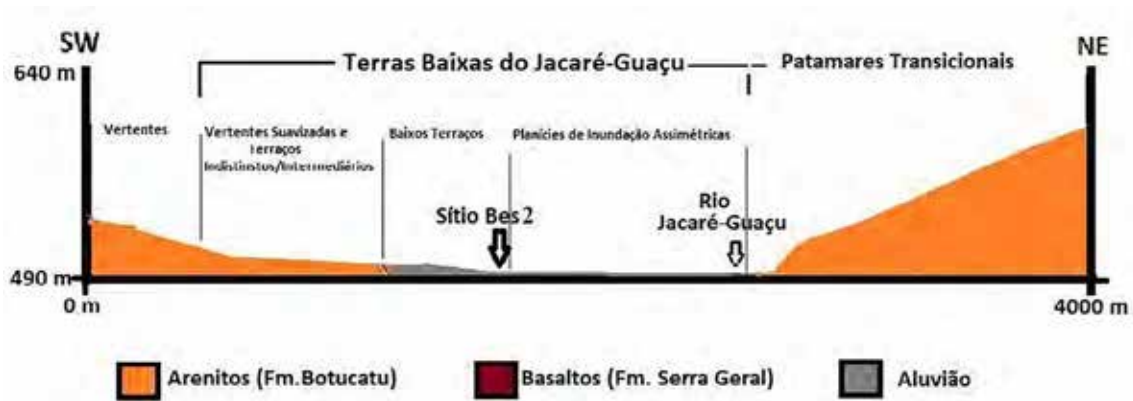 SW
NE
640 m
Terras Baixas do Jacaré-Guaçu
Patamares Transicionais
Vertentes
Vertentes Suavizadas e
Terraços
Indistinstos/Intermediários
Baixos Terraços
Planícies de Inundação Assimétricas
Sítio Bes 2
Rio
Jacaré-Guaçu
490 m
0 m
4000 m
Arenitos (Fm.Botucatu)
Basaltos (Fm. Serra Geral)
Aluvião